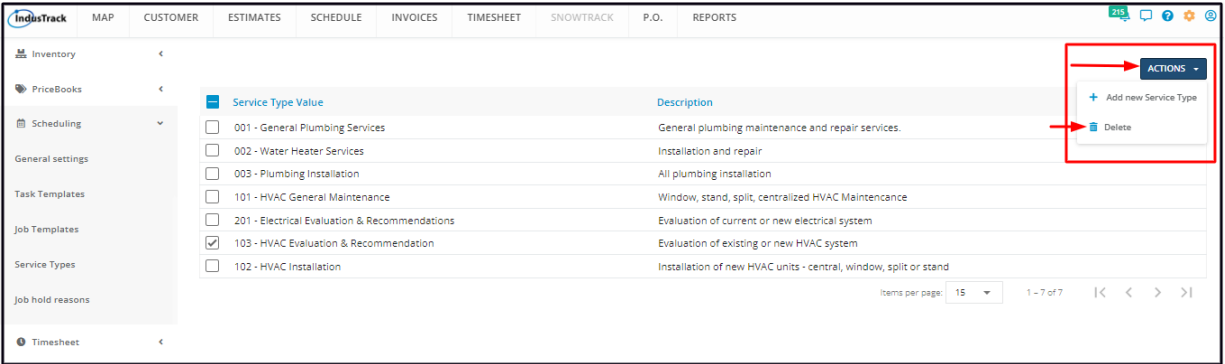 IndusTrack MAP CUSTOMER ESTIMATES SCHEDULE INVOICES TIMESHEET SNOWTRACK P.O. REPORTS 215
Inventory
PriceBooks
Scheduling
General settings
Task Templates
Job Templates
Service Types
Job hold reasons
Timesheet
ACTIONS
+ Add new Service Type
Delete
Service Type Value Description
001 - General Plumbing Services General plumbing maintenance and repair services.
002 - Water Heater Services Installation and repair
003 - Plumbing Installation All plumbing installation
101 - HVAC General Maintenance Window, stand, split, centralized HVAC Maintencance
201 - Electrical Evaluation & Recommendations Evaluation of current or new electrical system
103 - HVAC Evaluation & Recommendation Evaluation of existing or new HVAC system
102 - HVAC Installation Installation of new HVAC units - central, window, split or stand
Items per page: 15 1 – 7 of 7